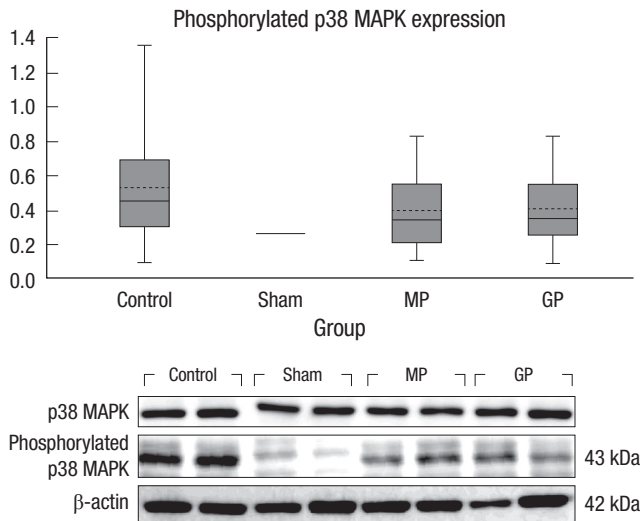 Phosphorylated p38 MAPK expression
1.4
1.2
1.0
0.8
0.6
0.4
0.2
0.0
Control Sham MP GP
Group
Control Sham MP GP
p38 MAPK
Phosphorylated
p38 MAPK 43 kDa
β-actin 42 kDa